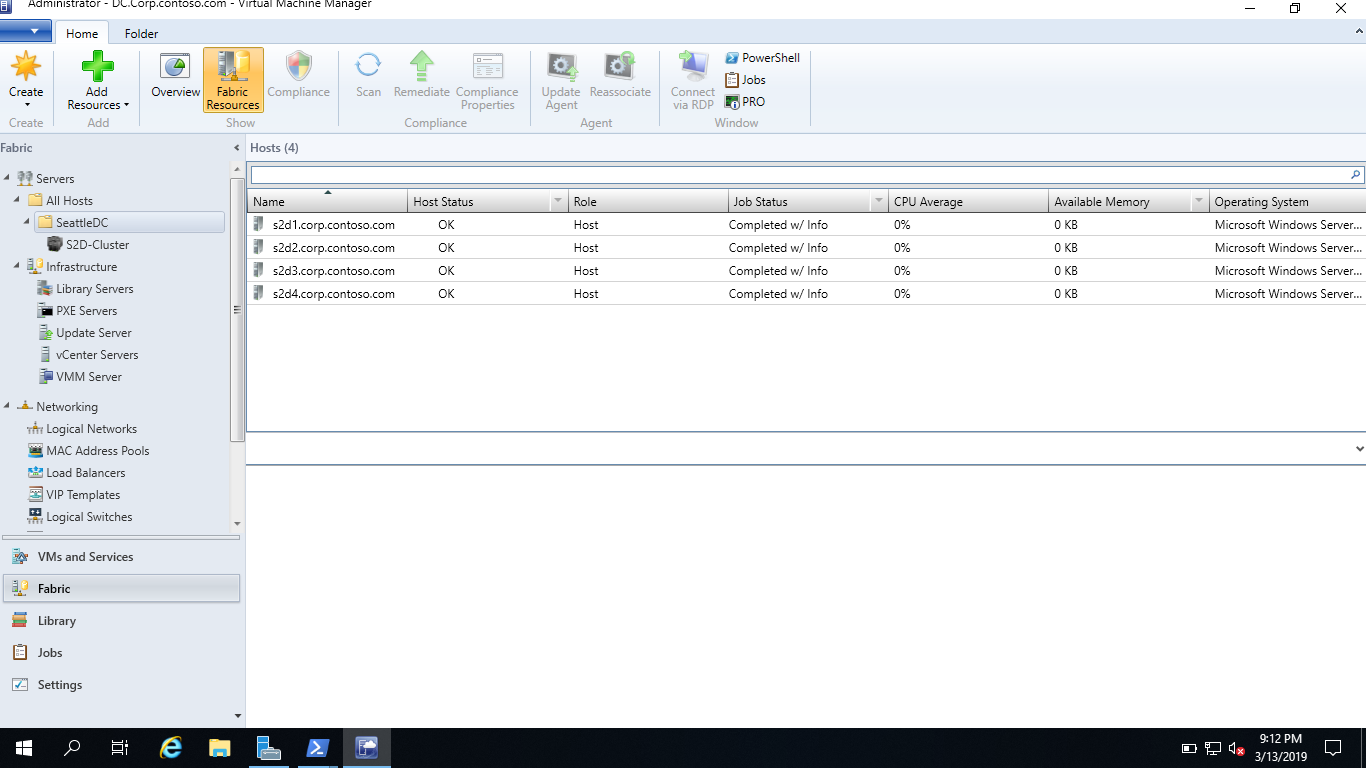 Administrator - DC.Corp.contoso.com - Virtual Machine Manager
Home Folder
Create
Add Resources
Overview
Fabric Resources
Compliance
Scan
Remediate
Compliance Properties
Update Agent
Reassociate
Connect via RDP
PowerShell
Jobs
PRO
Create Add Show Compliance Agent Window
Fabric
Servers
All Hosts
SeattleDC
S2D-Cluster
Infrastructure
Library Servers
PXE Servers
Update Server
vCenter Servers
VMM Server
Networking
Logical Networks
MAC Address Pools
Load Balancers
VIP Templates
Logical Switches
VMs and Services
Fabric
Library
Jobs
Settings
Hosts (4)
Name Host Status Role Job Status CPU Average Available Memory Operating System
s2d1.corp.contoso.com OK Host Completed w/ Info 0% 0 KB Microsoft Windows Server...
s2d2.corp.contoso.com OK Host Completed w/ Info 0% 0 KB Microsoft Windows Server...
s2d3.corp.contoso.com OK Host Completed w/ Info 0% 0 KB Microsoft Windows Server...
s2d4.corp.contoso.com OK Host Completed w/ Info 0% 0 KB Microsoft Windows Server...
9:12 PM
3/13/2019